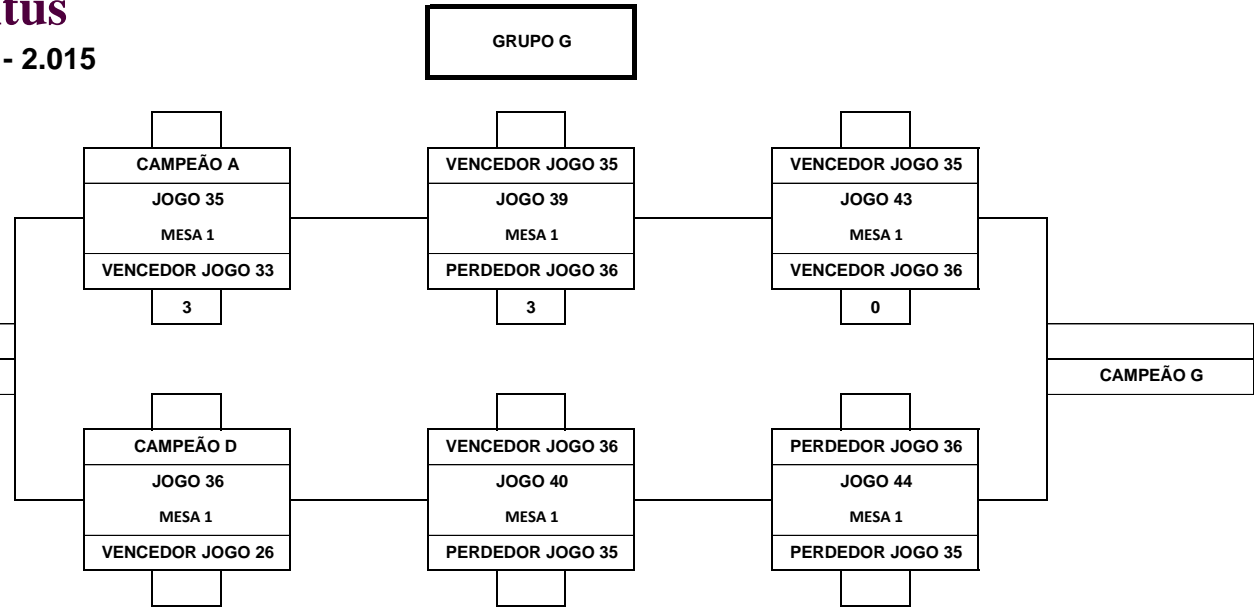 tus
- 2.015
GRUPO G
CAMPEÃO A
JOGO 35
MESA 1
VENCEDOR JOGO 33
3
VENCEDOR JOGO 35
JOGO 39
MESA 1
PERDEDOR JOGO 36
3
VENCEDOR JOGO 35
JOGO 43
MESA 1
VENCEDOR JOGO 36
0
CAMPEÃO G
CAMPEÃO D
JOGO 36
MESA 1
VENCEDOR JOGO 26
VENCEDOR JOGO 36
JOGO 40
MESA 1
PERDEDOR JOGO 35
PERDEDOR JOGO 36
JOGO 44
MESA 1
PERDEDOR JOGO 35